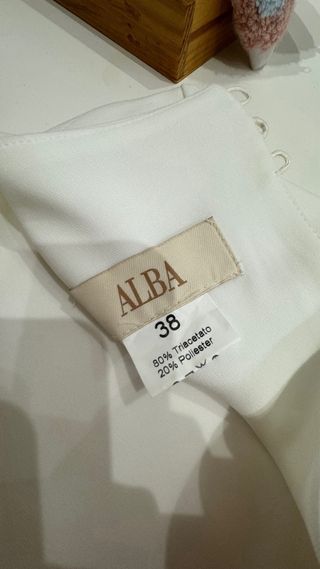 ALBA
38
80% Triacetato
20% Poliester